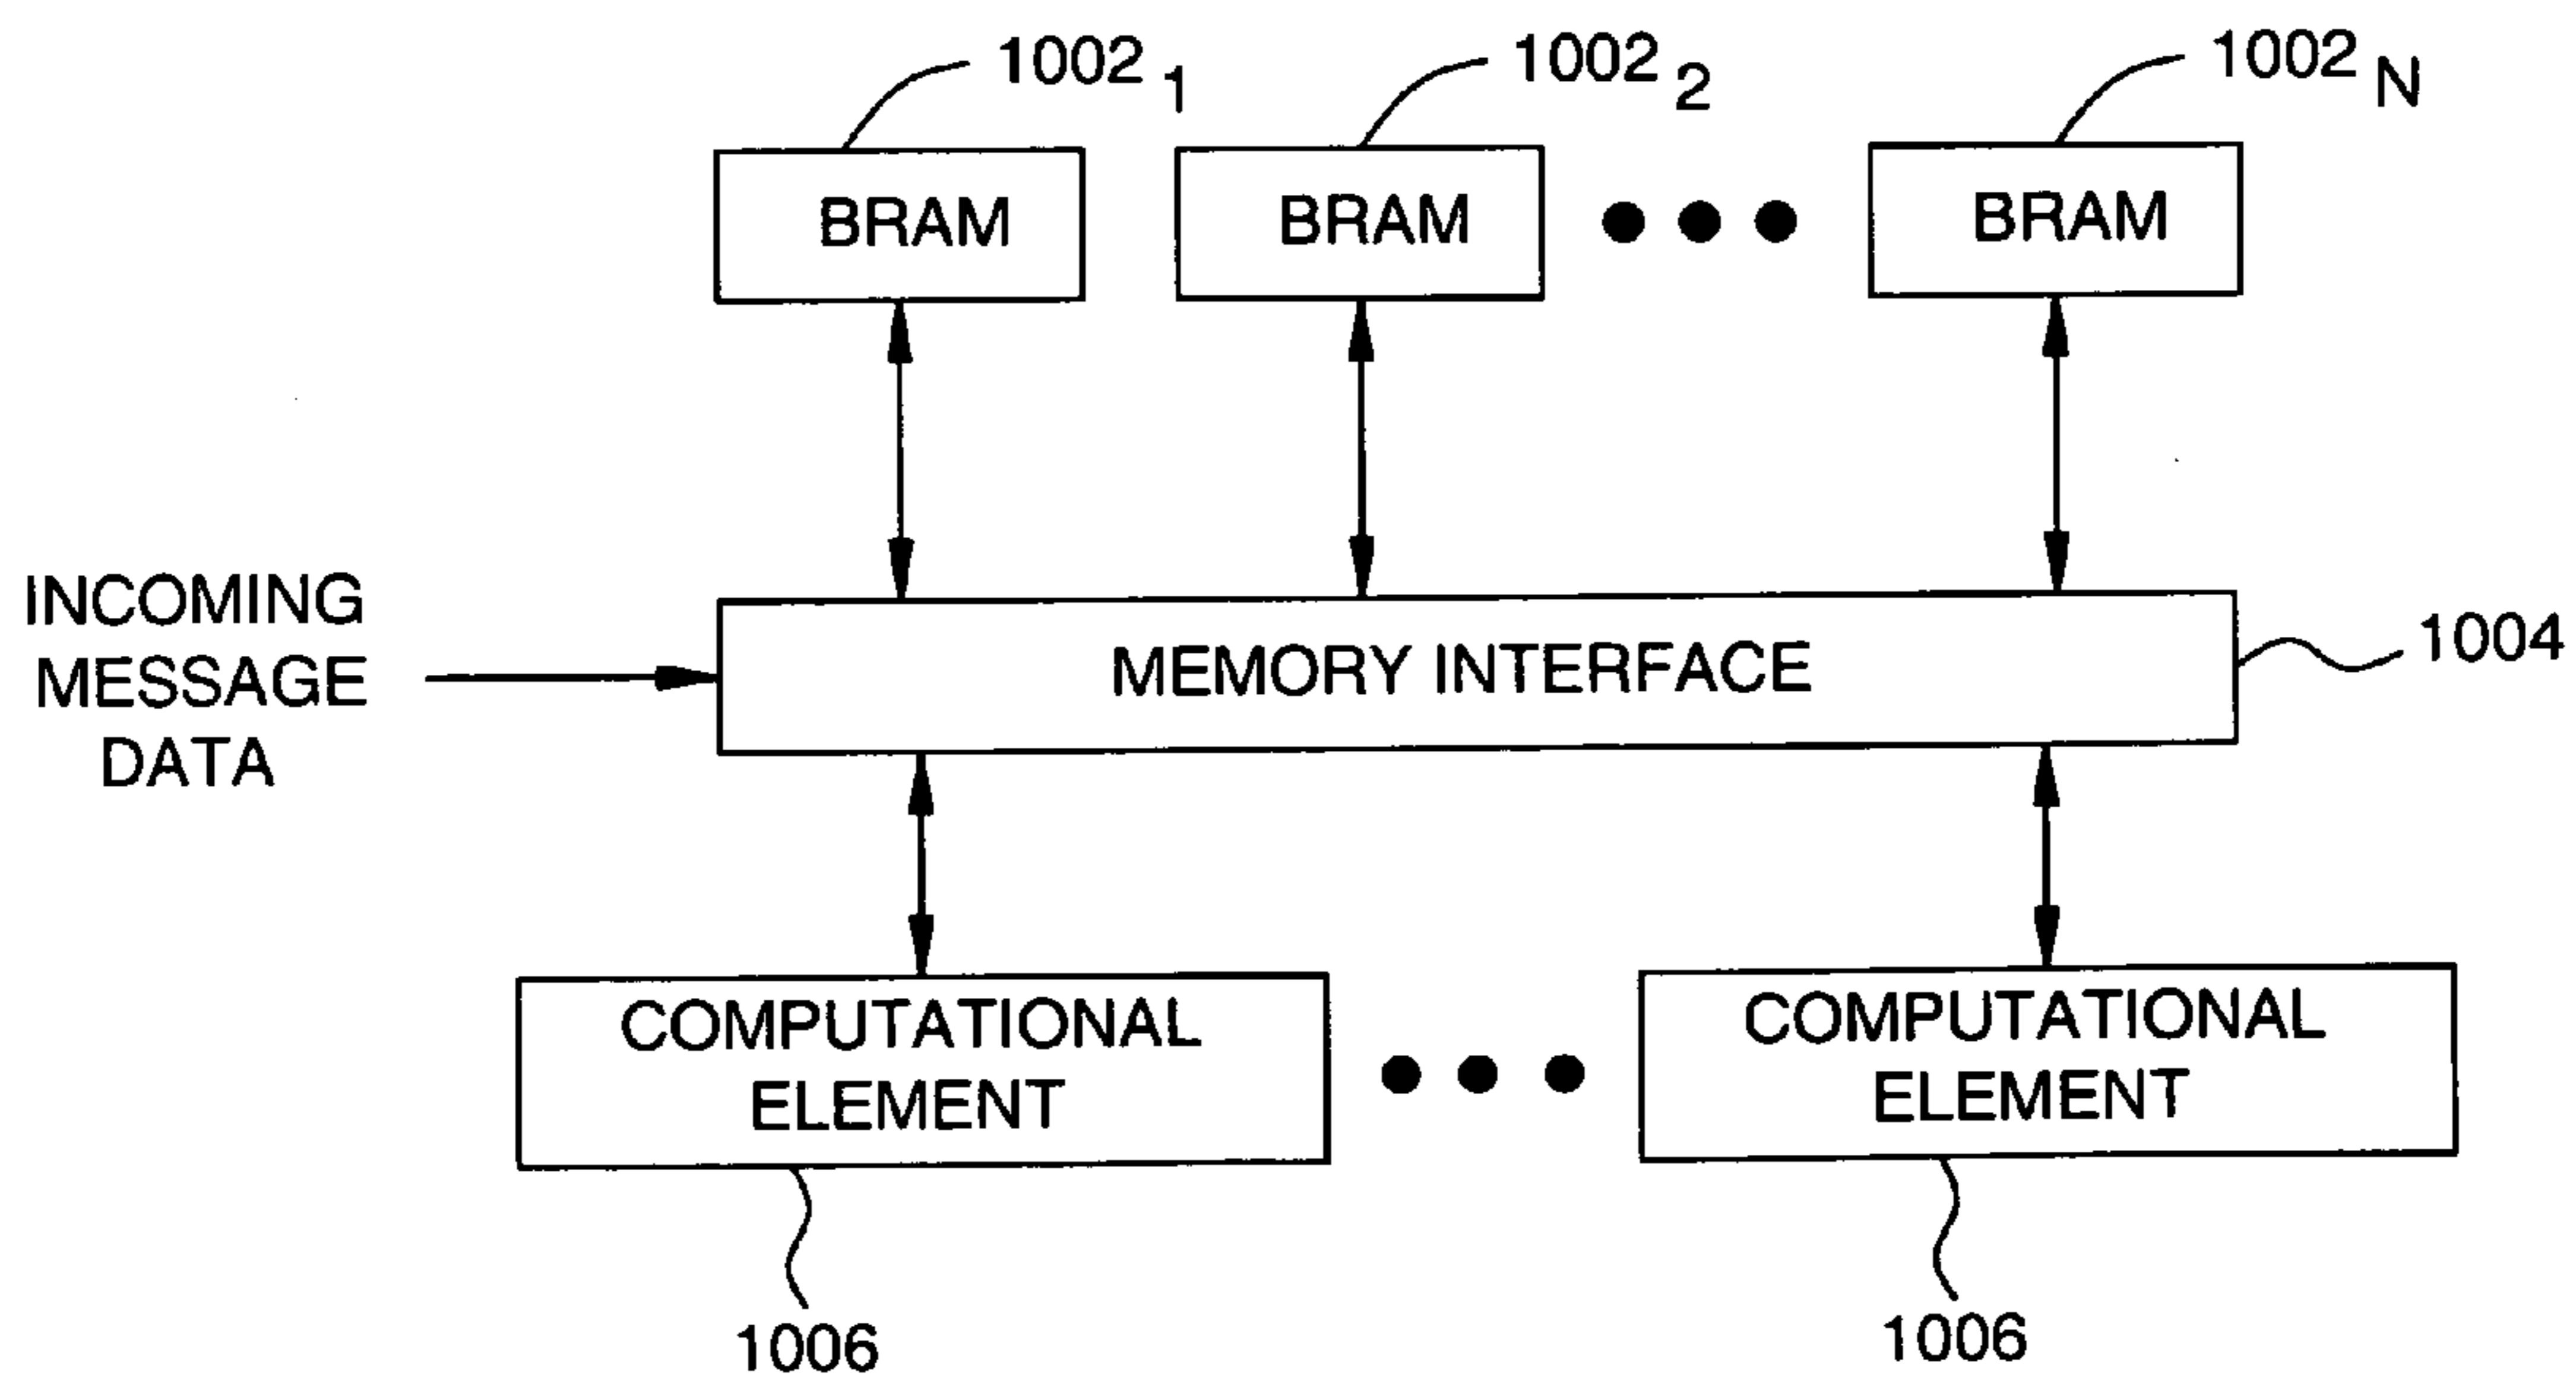 1002 1
1002 2
1002 N
BRAM
BRAM
BRAM
INCOMING
MESSAGE
DATA
MEMORY INTERFACE
1004
COMPUTATIONAL
ELEMENT
COMPUTATIONAL
ELEMENT
1006
1006